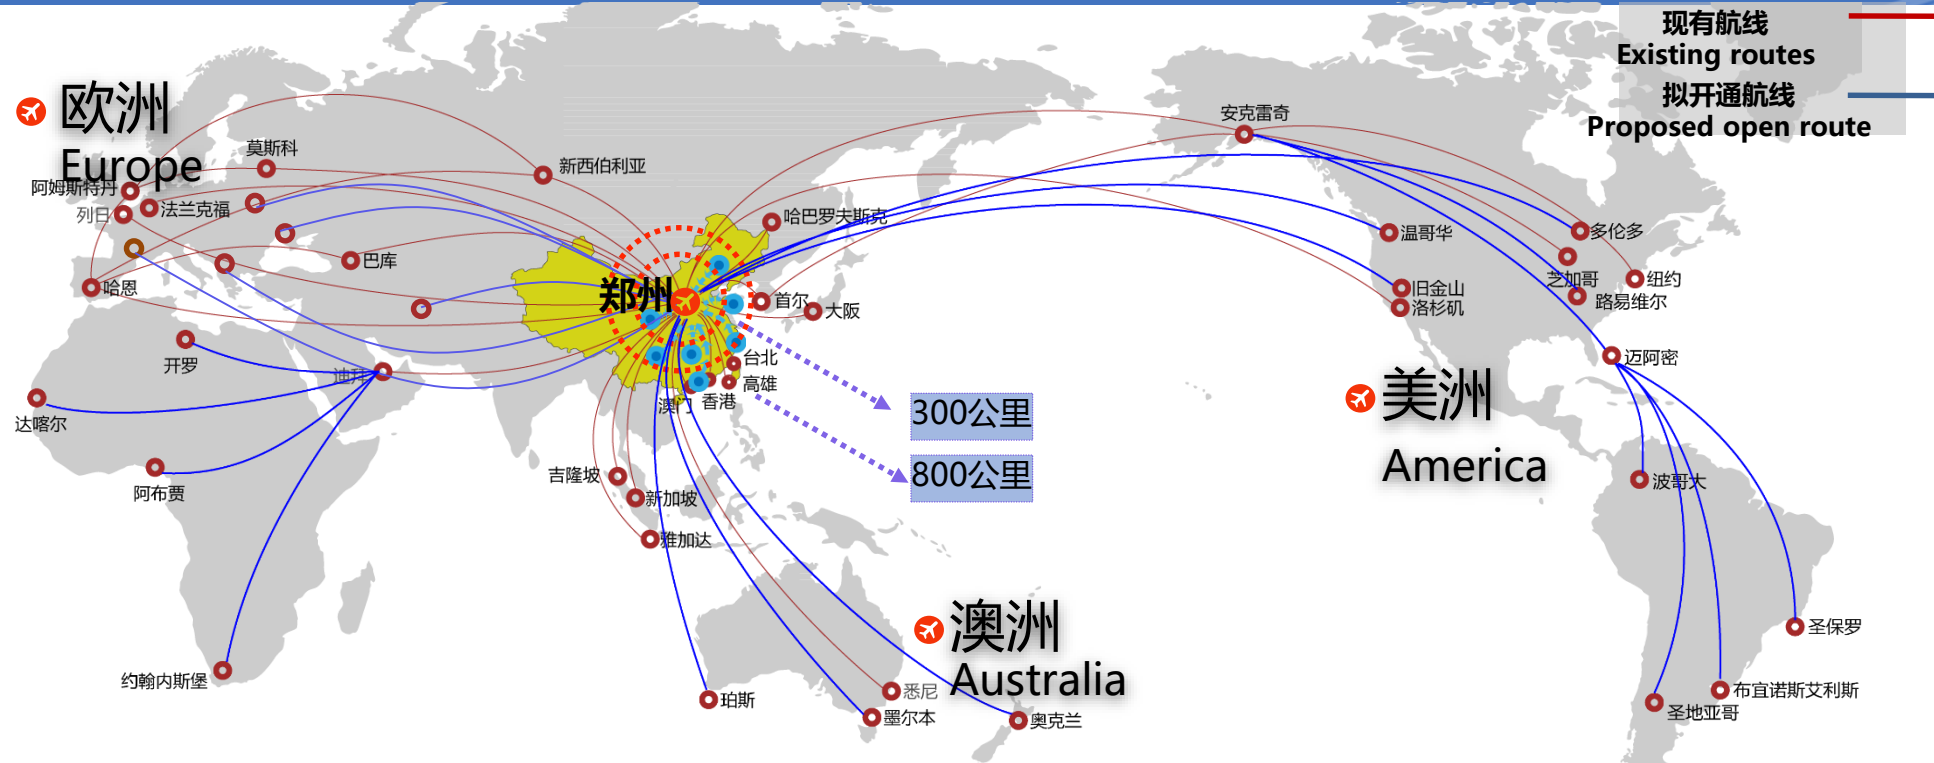 现有航线
Existing routes
拟开通航线
Proposed open route
欧洲
Europe
安克雷奇
莫斯科
新西伯利亚
阿姆斯特丹
列日
法兰克福
哈巴罗夫斯克
温哥华
多伦多
巴库
哈恩
郑州
首尔
大阪
芝加哥
纽约
旧金山
洛杉矶
路易维尔
开罗
迪拜
台北
高雄
澳门
香港
迈阿密
达喀尔
300公里
美洲
America
800公里
阿布贾
吉隆坡
新加坡
波哥大
雅加达
澳洲
Australia
圣保罗
约翰内斯堡
珀斯
悉尼
墨尔本
奥克兰
布宜诺斯艾利斯
圣地亚哥